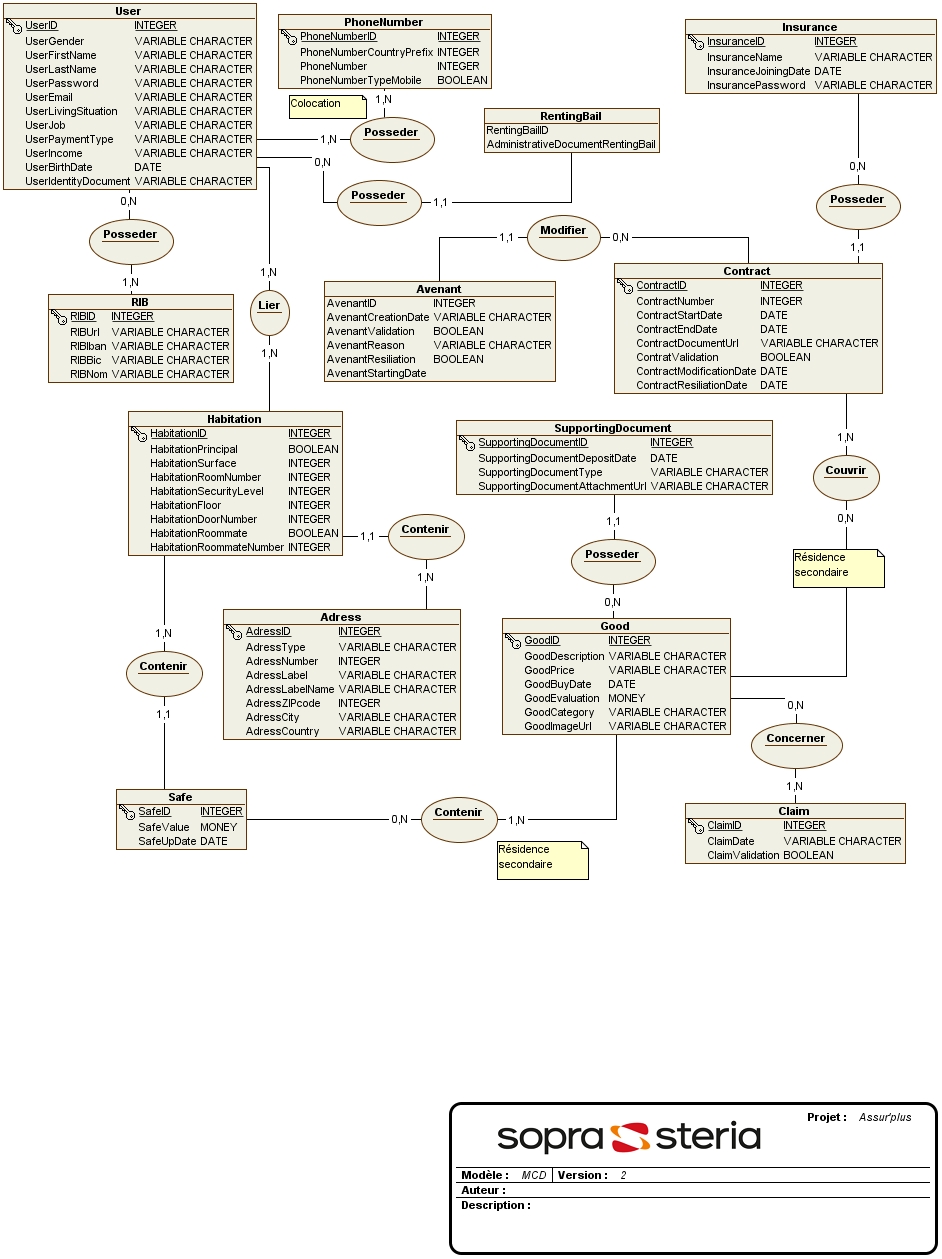 User
UserID INTEGER
UserGender VARIABLE CHARACTER
UserFirstName VARIABLE CHARACTER
UserLastName VARIABLE CHARACTER
UserPassword VARIABLE CHARACTER
UserEmail VARIABLE CHARACTER
UserLivingSituation VARIABLE CHARACTER
UserJob VARIABLE CHARACTER
UserPaymentType VARIABLE CHARACTER
UserIncome VARIABLE CHARACTER
UserBirthDate DATE
UserIdentityDocument VARIABLE CHARACTER
PhoneNumber
PhoneNumberID INTEGER
PhoneNumberCountryPrefix INTEGER
PhoneNumber INTEGER
PhoneNumberTypeMobile BOOLEAN
Insurance
InsuranceID INTEGER
InsuranceName VARIABLE CHARACTER
InsuranceJoiningDate DATE
InsurancePassword VARIABLE CHARACTER
Colocation
1,N
Posseder
1,N
RentingBail
RentingBailID
AdministrativeDocumentRentingBail
0,N
Posseder
1,1
0,N
Posseder
1,1
0,N
Posseder
1,N
1,1
Modifier
0,N
1,N
Lier
1,N
RIB
RIBID INTEGER
RIBUrl VARIABLE CHARACTER
RIBIban VARIABLE CHARACTER
RIBBic VARIABLE CHARACTER
RIBNom VARIABLE CHARACTER
Avenant
AvenantID INTEGER
AvenantCreationDate VARIABLE CHARACTER
AvenantValidation BOOLEAN
AvenantReason VARIABLE CHARACTER
AvenantResiliation BOOLEAN
AvenantStartingDate
Contract
ContractID INTEGER
ContractNumber INTEGER
ContractStartDate DATE
ContractEndDate DATE
ContractDocumentUrl VARIABLE CHARACTER
ContratValidation BOOLEAN
ContractModificationDate DATE
ContractResiliationDate DATE
Habitation
HabitationID INTEGER
HabitationPrincipal BOOLEAN
HabitationSurface INTEGER
HabitationRoomNumber INTEGER
HabitationSecurityLevel INTEGER
HabitationFloor INTEGER
HabitationDoorNumber INTEGER
HabitationRoommate BOOLEAN
HabitationRoommateNumber INTEGER
SupportingDocument
SupportingDocumentID INTEGER
SupportingDocumentDepositDate DATE
SupportingDocumentType VARIABLE CHARACTER
SupportingDocumentAttachmentUrl VARIABLE CHARACTER
1,N
Couvrir
0,N
1,1
Contenir
1,N
1,1
Posseder
0,N
Résidence
secondaire
Adress
AdressID INTEGER
AdressType VARIABLE CHARACTER
AdressNumber INTEGER
AdressLabel VARIABLE CHARACTER
AdressLabelName VARIABLE CHARACTER
AdressZIPcode INTEGER
AdressCity VARIABLE CHARACTER
AdressCountry VARIABLE CHARACTER
Good
GoodID INTEGER
GoodDescription VARIABLE CHARACTER
GoodPrice VARIABLE CHARACTER
GoodBuyDate DATE
GoodEvaluation MONEY
GoodCategory VARIABLE CHARACTER
GoodImageUrl VARIABLE CHARACTER
1,N
Contenir
1,1
0,N
Concerner
1,N
Safe
SafeID INTEGER
SafeValue MONEY
SafeUpDate DATE
0,N
Contenir
1,N
Résidence
secondaire
Claim
ClaimID INTEGER
ClaimDate VARIABLE CHARACTER
ClaimValidation BOOLEAN
Projet : Assur'plus
sopra steria
Modèle : MCD Version : 2
Auteur :
Description :